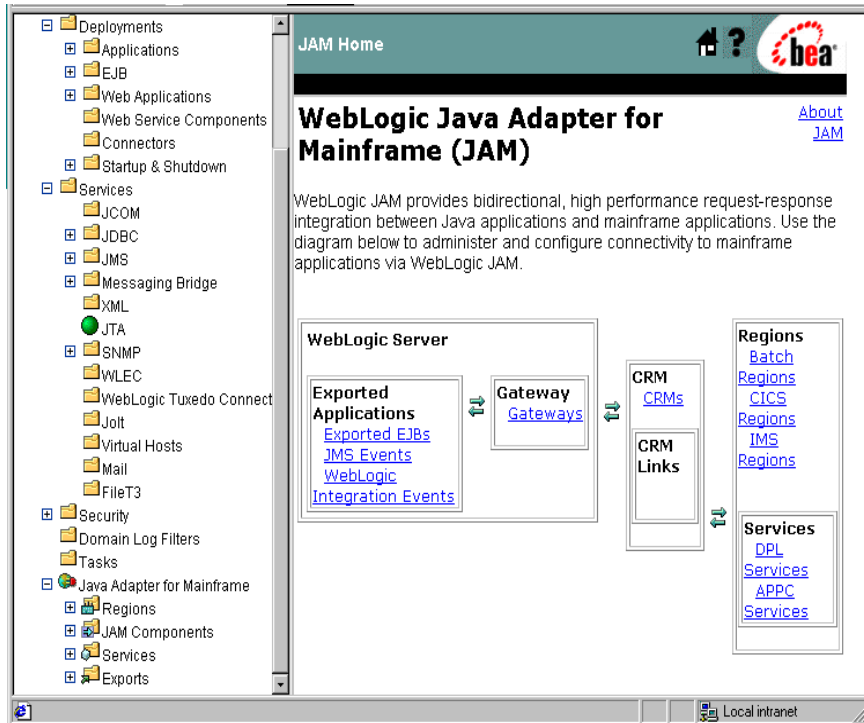 Deployments
Applications
EJB
Web Applications
Web Service Components
Connectors
Startup & Shutdown
Services
JCOM
JDBC
JMS
Messaging Bridge
XML
JTA
SNMP
WLEC
WebLogic Tuxedo Connect
Jolt
Virtual Hosts
Mail
FileT3
Security
Domain Log Filters
Tasks
Java Adapter for Mainframe
Regions
JAM Components
Services
Exports
JAM Home
?
bea
WebLogic Java Adapter for
Mainframe (JAM)
About
JAM
WebLogic JAM provides bidirectional, high performance request-response
integration between Java applications and mainframe applications. Use the
diagram below to administer and configure connectivity to mainframe
applications via WebLogic JAM.
WebLogic Server
Exported
Applications
Exported EJBs
JMS Events
WebLogic
Integration Events
Gateway
Gateways
CRM
CRMs
CRM
Links
Regions
Batch
Regions
CICS
Regions
IMS
Regions
Services
DPL
Services
APPC
Services
Local intranet